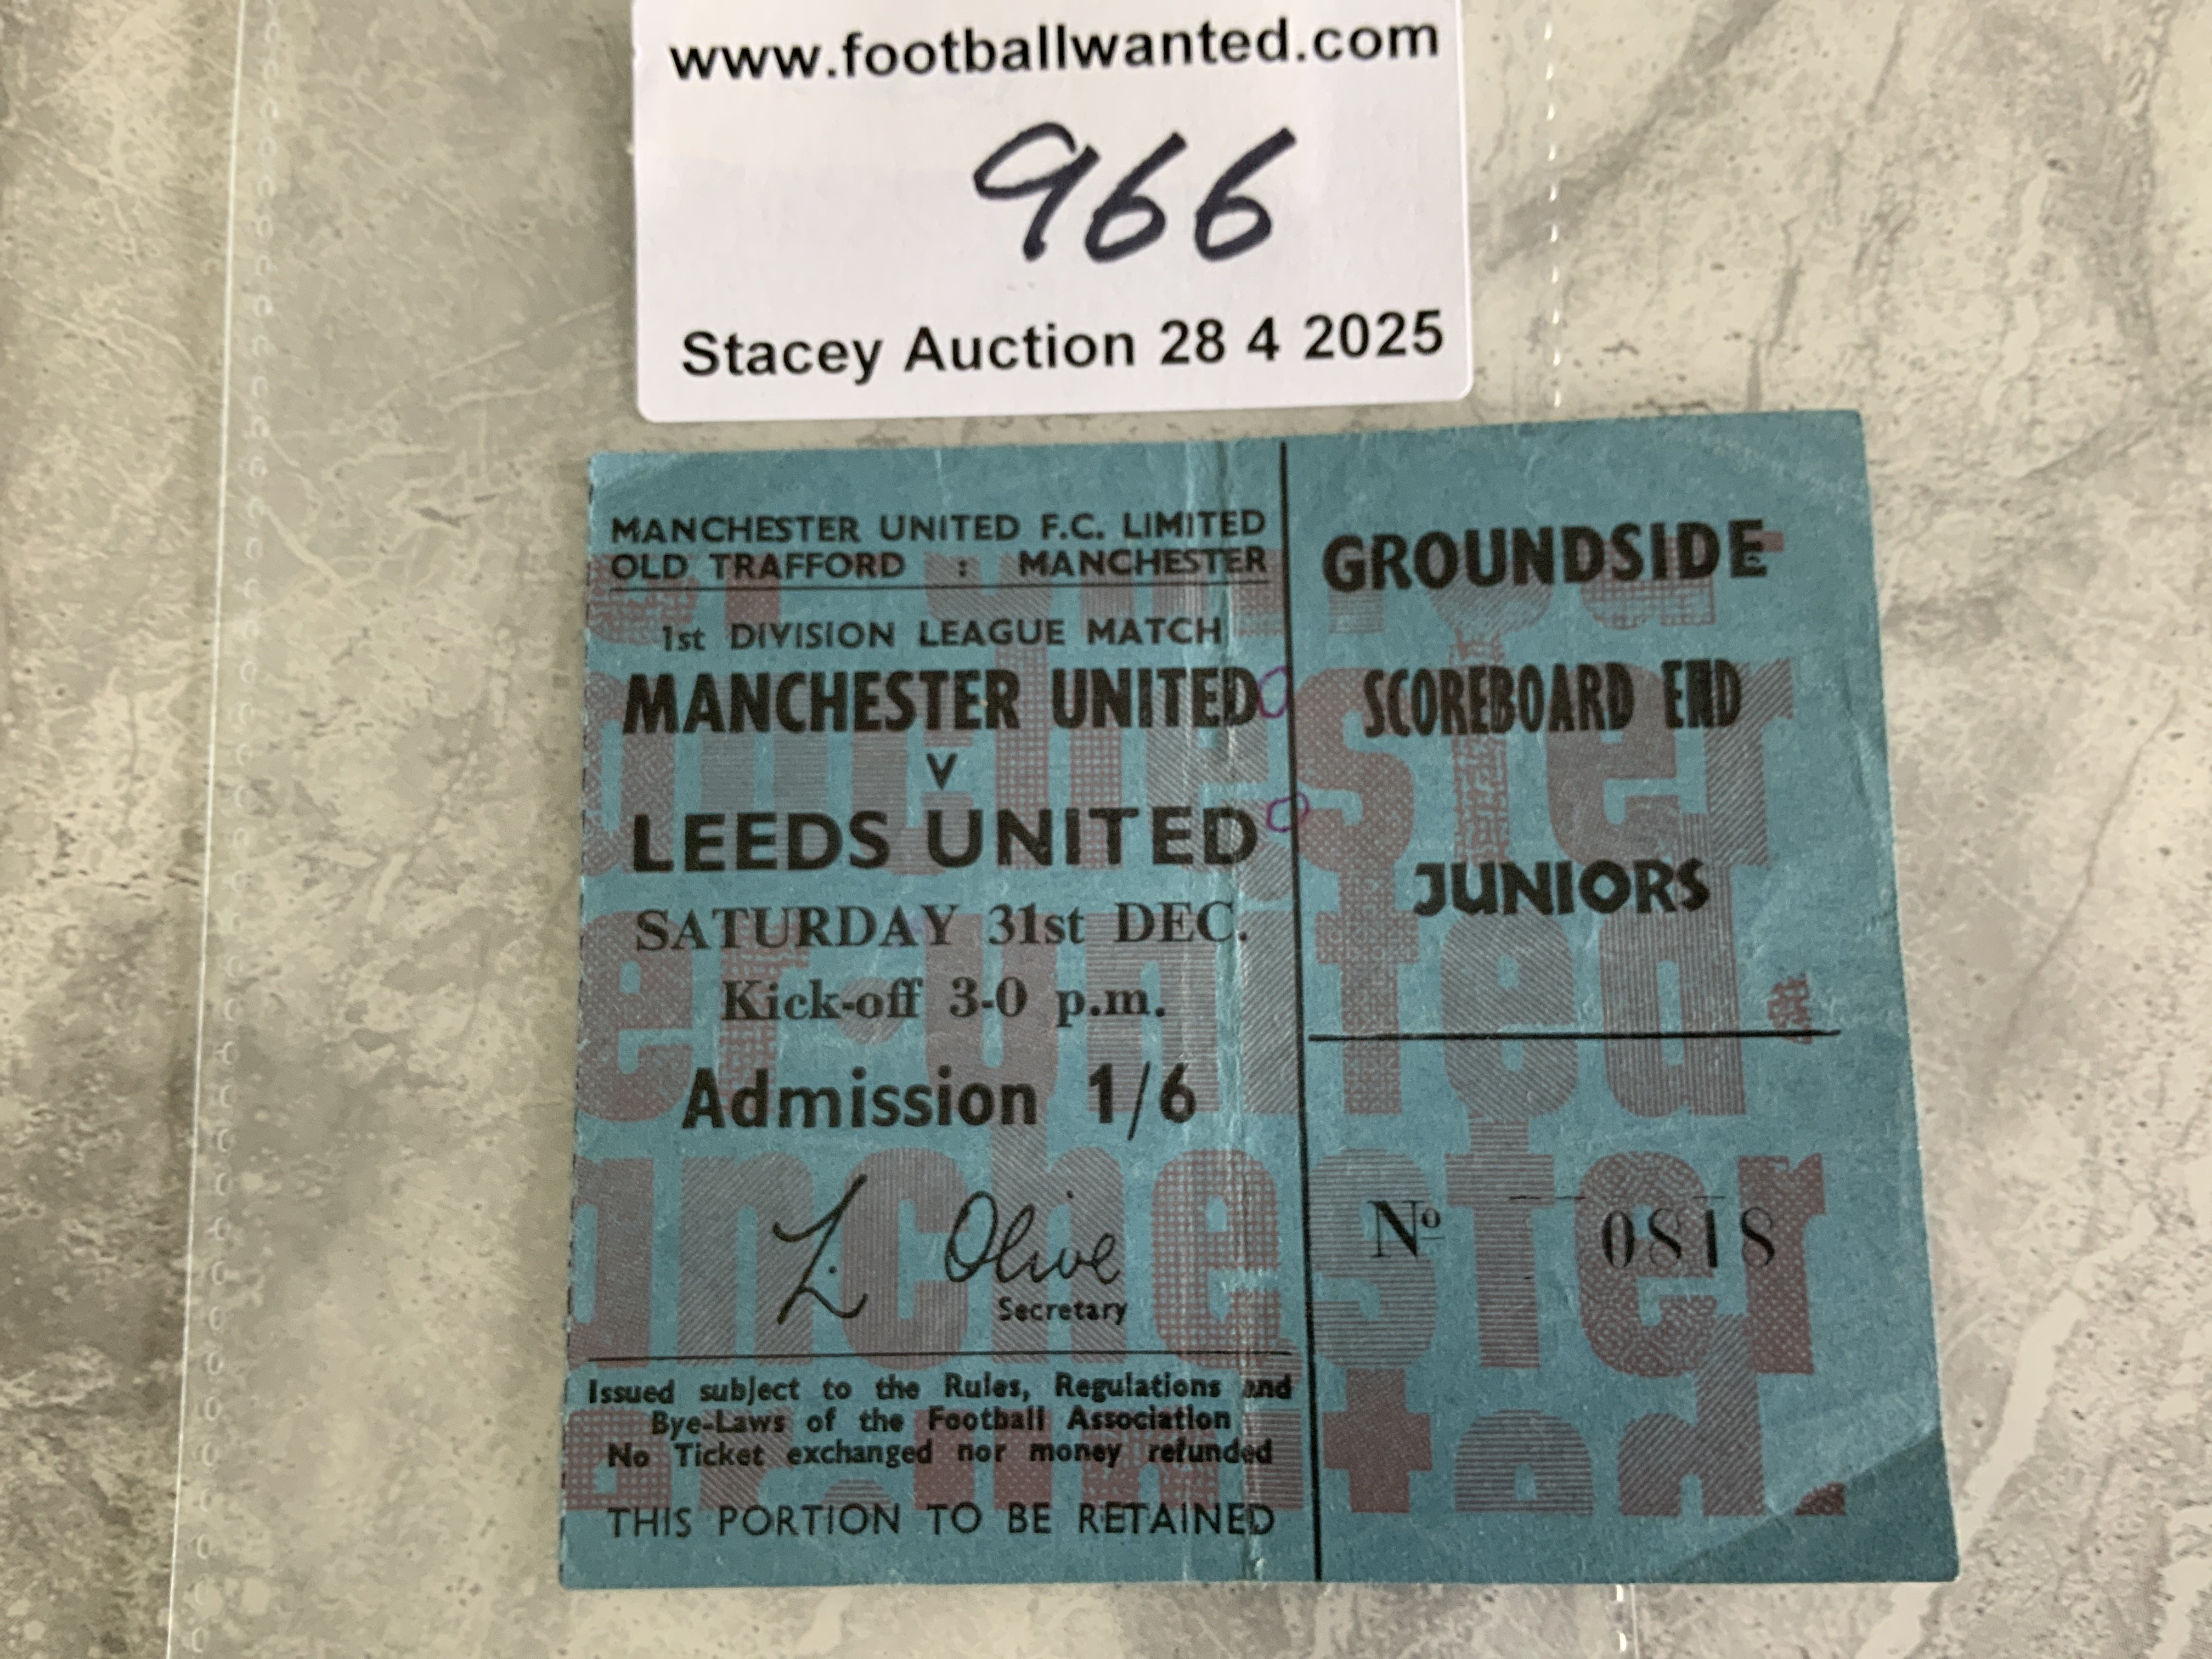 www.footballwanted.com
966
Stacey Auction 28 4 2025
MANCHESTER UNITED F.C. LIMITED
OLD TRAFFORD : MANCHESTER
1st DIVISION LEAGUE MATCH
MANCHESTER UNITED 0
v
LEEDS UNITED 0
SATURDAY 31st DEC.
Kick-off 3-0 p.m.
Admission 1/6
L. Olive
Secretary
Issued subject to the Rules, Regulations and
Bye-Laws of the Football Association
No Ticket exchanged nor money refunded
THIS PORTION TO BE RETAINED
GROUNDSIDE
SCOREBOARD END
JUNIORS
Nº 0818